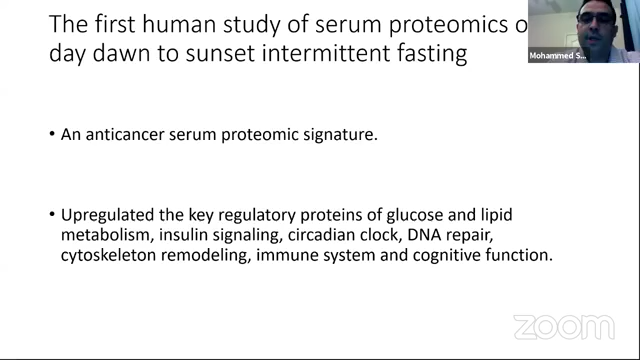 The first human study of serum proteomics o
day dawn to sunset intermittent fasting
Mohammed S...
• An anticancer serum proteomic signature.
• Upregulated the key regulatory proteins of glucose and lipid
metabolism, insulin signaling, circadian clock, DNA repair,
cytoskeleton remodeling, immune system and cognitive function.
zoom